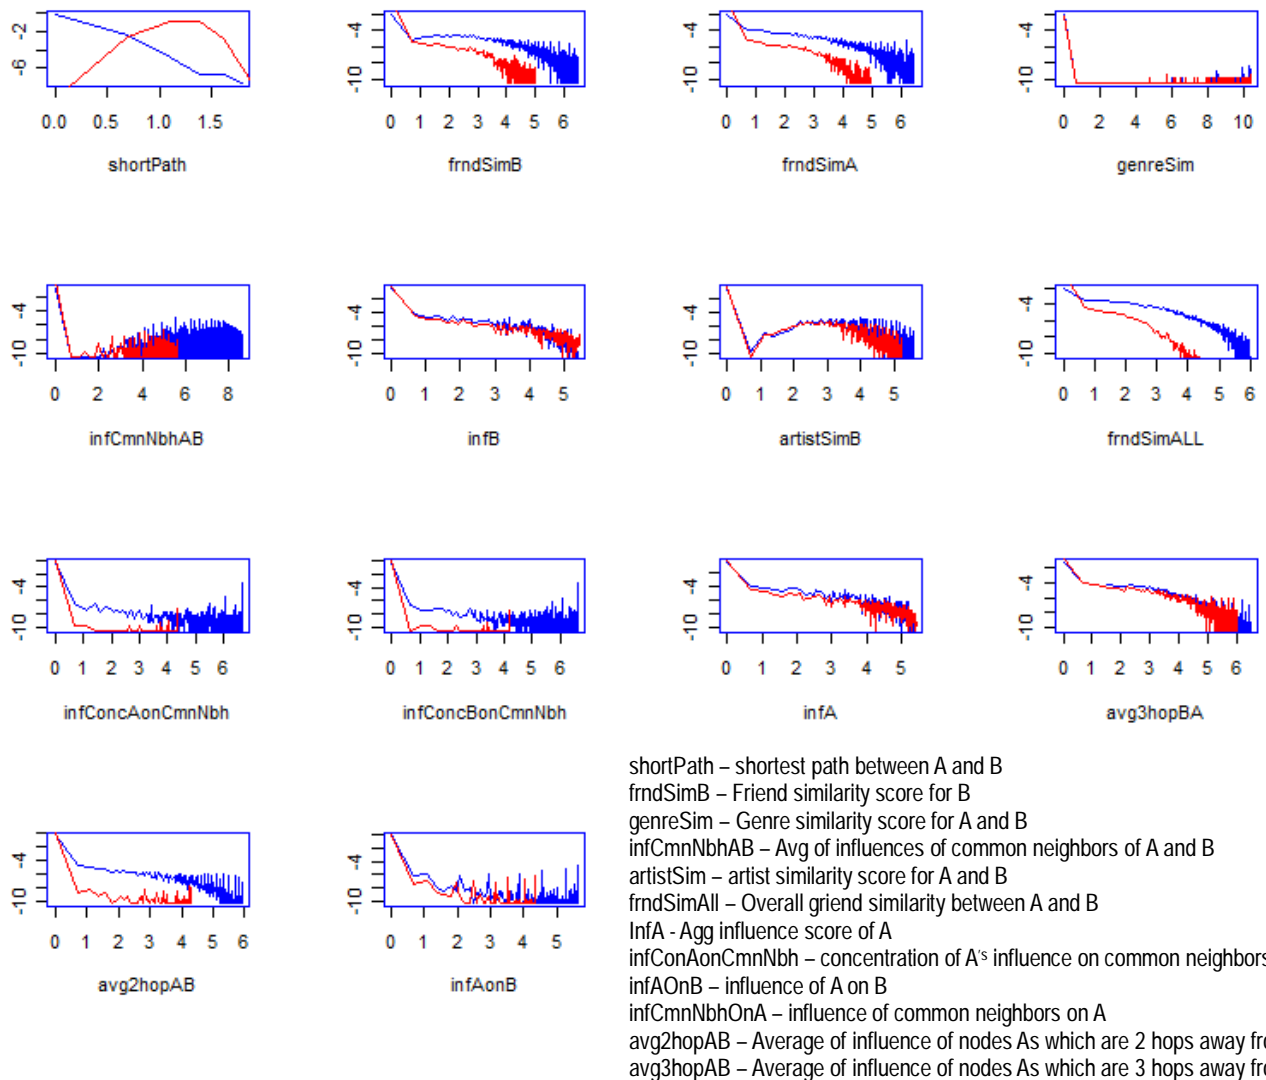 -2
-6
0.0 0.5 1.0 1.5
shortPath
-4
-10
0 1 2 3 4 5 6
frndSimB
-4
-10
0 1 2 3 4 5 6
frndSimA
-4
-10
0 2 4 6 8 10
genreSim
-4
-10
0 2 4 6 8
infCmnNbhAB
-4
-10
0 1 2 3 4 5
infB
-4
-10
0 1 2 3 4 5
artistSimB
-4
-10
0 1 2 3 4 5 6
frndSimALL
-4
-10
0 1 2 3 4 5 6
infConcAonCmnNbh
-4
-10
0 1 2 3 4 5 6
infConcBonCmnNbh
-4
-10
0 1 2 3 4 5
infA
-4
-10
0 1 2 3 4 5 6
avg3hopBA
-4
-10
0 1 2 3 4 5 6
avg2hopAB
-4
-10
0 1 2 3 4 5
infAonB
shortPath – shortest path between A and B
frndSimB – Friend similarity score for B
genreSim – Genre similarity score for A and B
infCmnNbhAB – Avg of influences of common neighbors of A and B
artistSim – artist similarity score for A and B
frndSimAll – Overall griend similarity between A and B
InfA - Agg influence score of A
infConAonCmnNbh – concentration of A's influence on common neighbors
infAOnB – influence of A on B
infCmnNbhOnA – influence of common neighbors on A
avg2hopAB – Average of influence of nodes As which are 2 hops away fr
avg3hopAB – Average of influence of nodes As which are 3 hops away fr